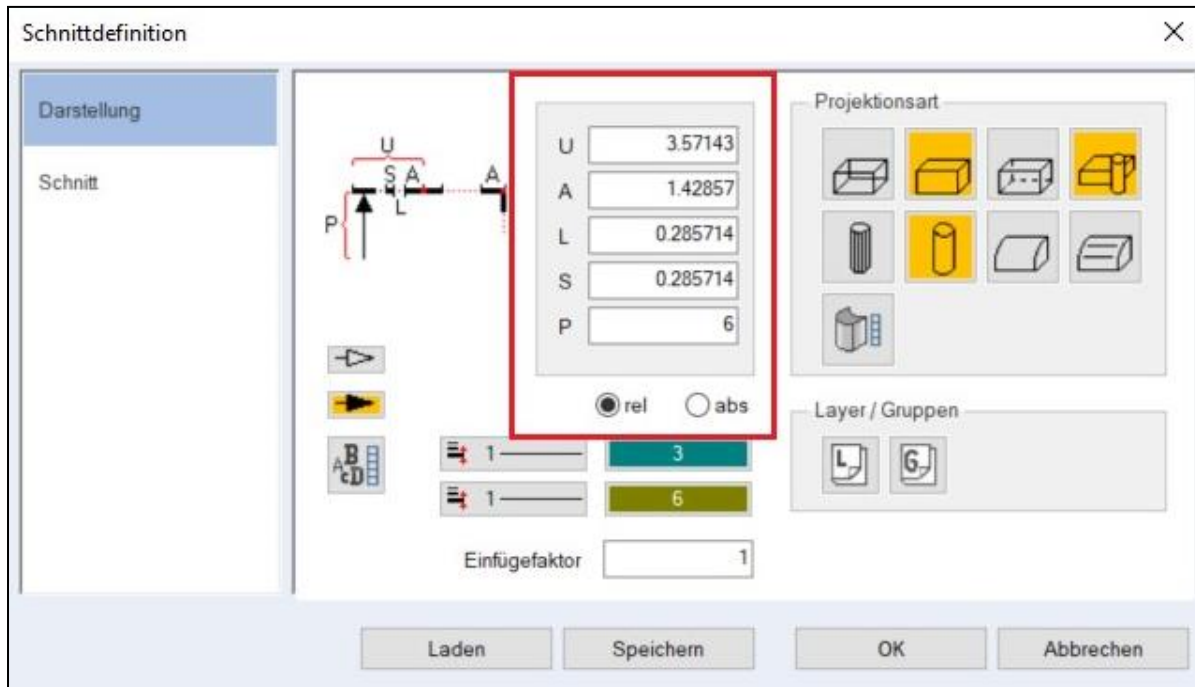 Schnittdefinition
Darstellung
Schnitt
U
S A A
L
P
U 3.57143
A 1.42857
L 0.285714
S 0.285714
P 6
rel abs
Projektionsart
Layer / Gruppen
L G
ABcD
1 3
1 6
Einfügefaktor 1
Laden Speichern OK Abbrechen